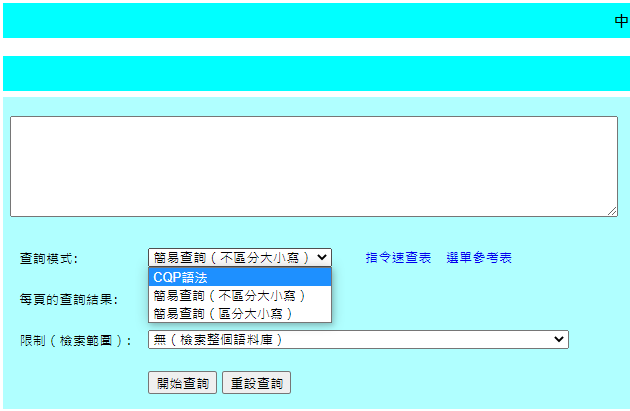 中
查詢模式: 簡易查詢（不區分大小寫） 指令速查表 選單參考表
CQP語法
每頁的查詢結果: 簡易查詢（不區分大小寫）
簡易查詢（區分大小寫）
限制（檢索範圍）: 無（檢索整個語料庫）
開始查詢 重設查詢